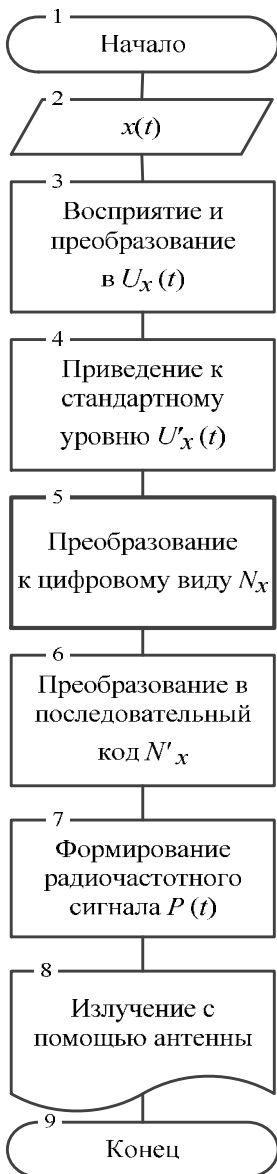 1
Начало
2
x(t)
3
Восприятие и
преобразование
в Uₓ (t)
4
Приведение к
стандартному
уровню U'ₓ (t)
5
Преобразование
к цифровому виду Nₓ
6
Преобразование в
последовательный
код N' ₓ
7
Формирование
радиочастотного
сигнала P (t)
8
Излучение с
помощью антенны
9
Конец